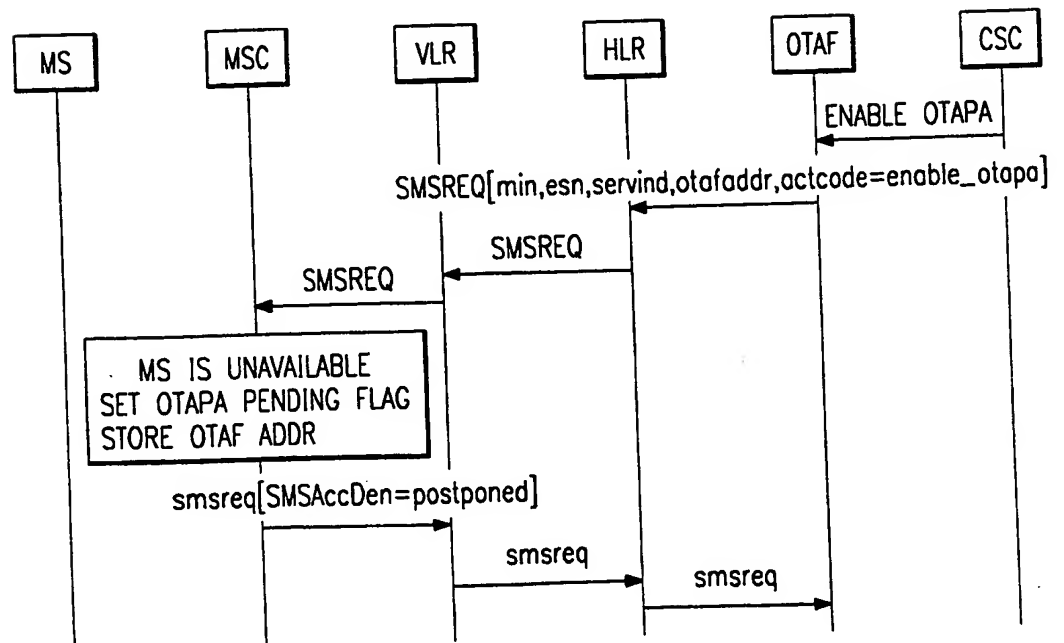 MS
MSC
VLR
HLR
OTAF
CSC
ENABLE OTAPA
SMSREQ[min,esn,servind,otafaddr,actcode=enable_otapa]
SMSREQ
SMSREQ
MS IS UNAVAILABLE
SET OTAPA PENDING FLAG
STORE OTAF ADDR
smsreq[SMSAccDen=postponed]
smsreq
smsreq